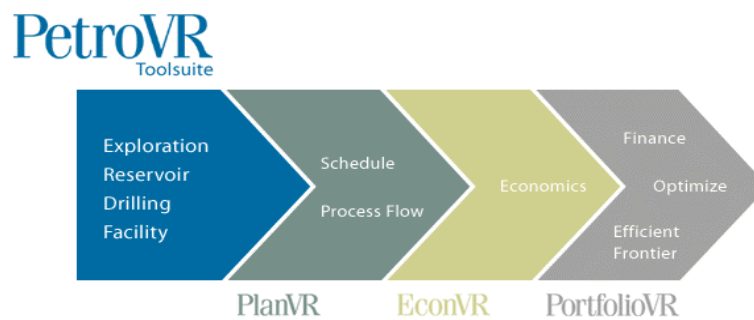 PetroVR
Toolsuite
Exploration
Reservoir
Drilling
Facility
Schedule
Process Flow
Economics
Finance
Optimize
Efficient
Frontier
PlanVR
EconVR
PortfolioVR